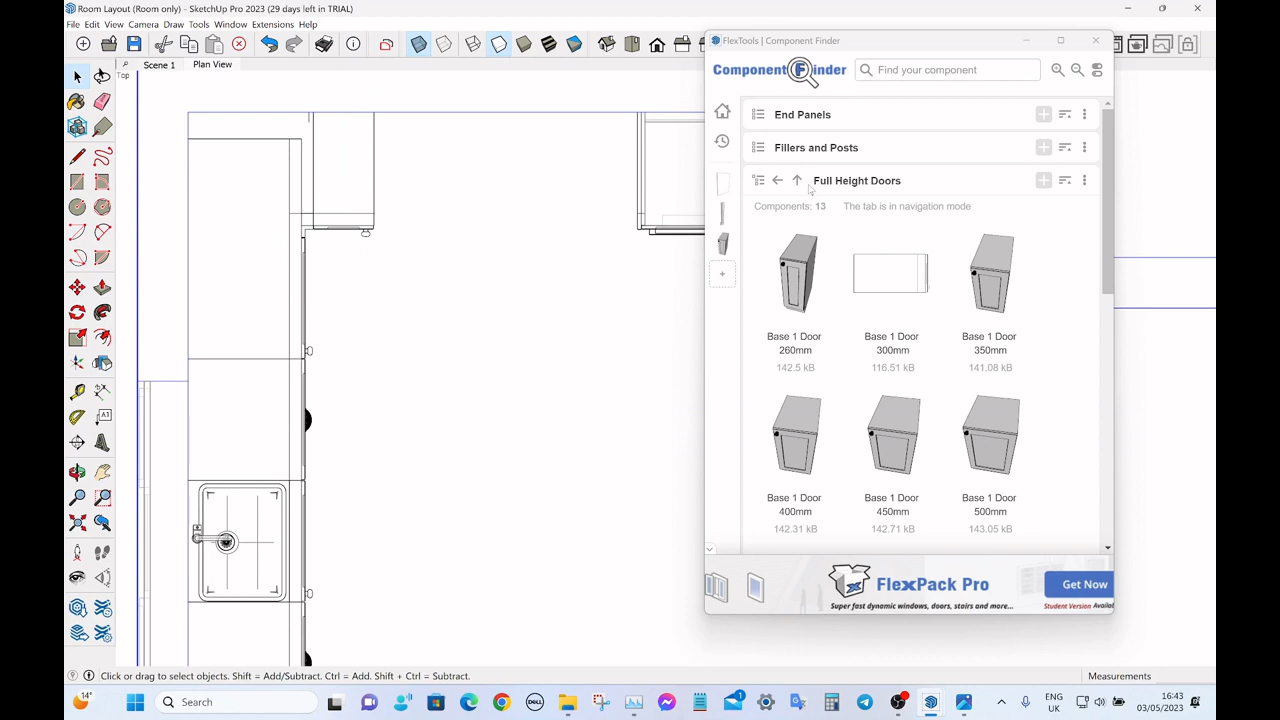 Room Layout (Room only) - SketchUp Pro 2023 (29 days left in TRIAL)
File Edit View Camera Draw Tools Window Extensions Help
Scene 1 Plan View
Top
FlexTools | Component Finder
Component Finder
Find your component
End Panels
Fillers and Posts
Full Height Doors
Components: 13 The tab is in navigation mode
Base 1 Door
260mm
142.5 kB
Base 1 Door
300mm
116.51 kB
Base 1 Door
350mm
141.08 kB
Base 1 Door
400mm
142.31 kB
Base 1 Door
450mm
142.71 kB
Base 1 Door
500mm
143.05 kB
FlexPack Pro
Super fast dynamic windows, doors, stairs and more...
Get Now
Student Version
Click or drag to select objects. Shift = Add/Subtract. Ctrl = Add. Shift + Ctrl = Subtract.
Measurements
14°
Search
DELL
ENG
UK
16:43
03/05/2023